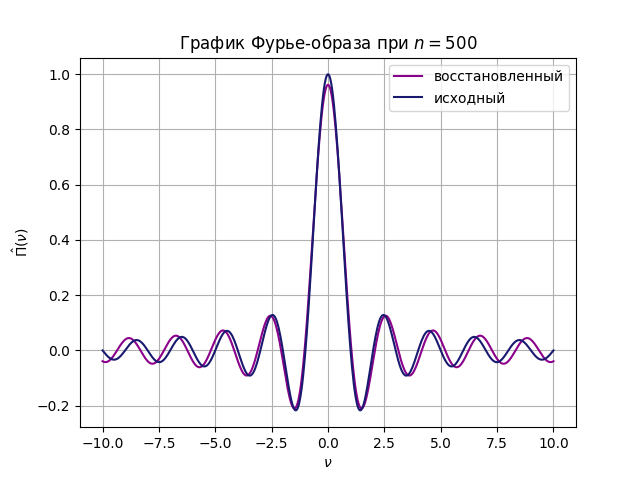 График Фурье-образа при n = 500
восстановленный
исходный
1.0
0.8
0.6
0.4
0.2
0.0
−0.2
Π̂(ν)
−10.0 −7.5 −5.0 −2.5 0.0 2.5 5.0 7.5 10.0
ν